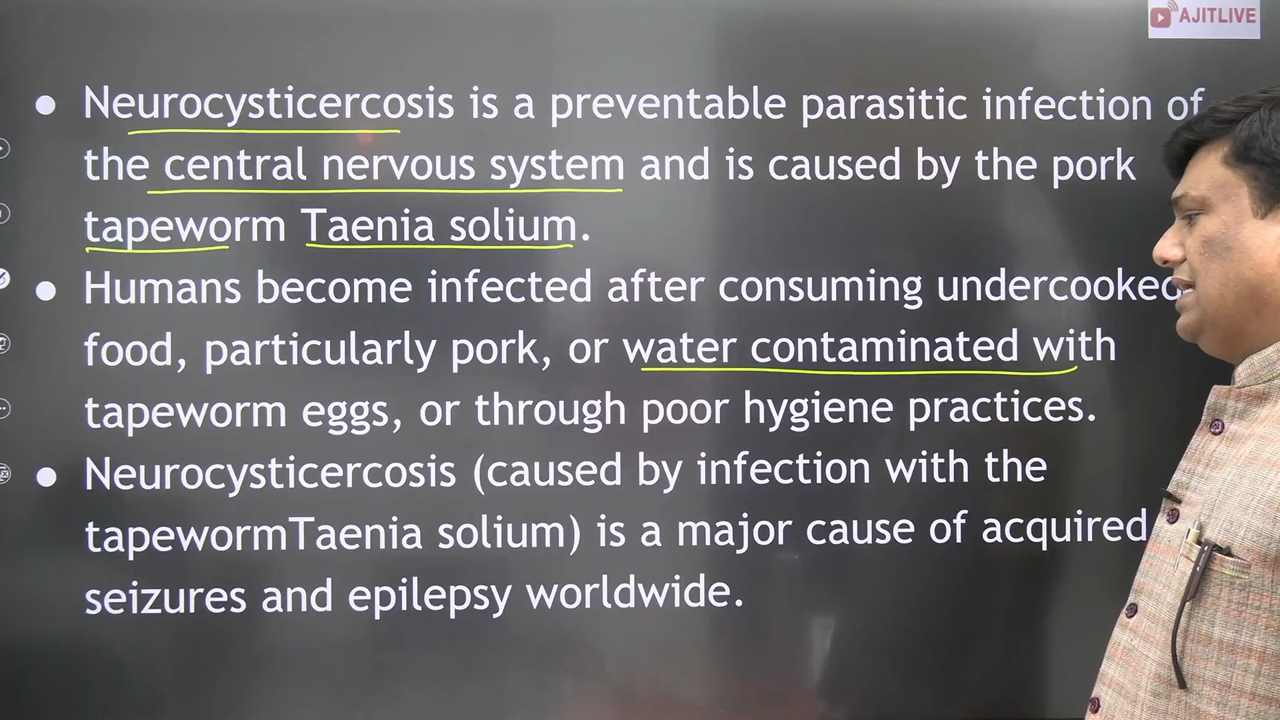 AJITLIVE
● Neurocysticercosis is a preventable parasitic infection of
the central nervous system and is caused by the pork
tapeworm Taenia solium.
● Humans become infected after consuming undercooked
food, particularly pork, or water contaminated with
tapeworm eggs, or through poor hygiene practices.
● Neurocysticercosis (caused by infection with the
tapewormTaenia solium) is a major cause of acquired
seizures and epilepsy worldwide.